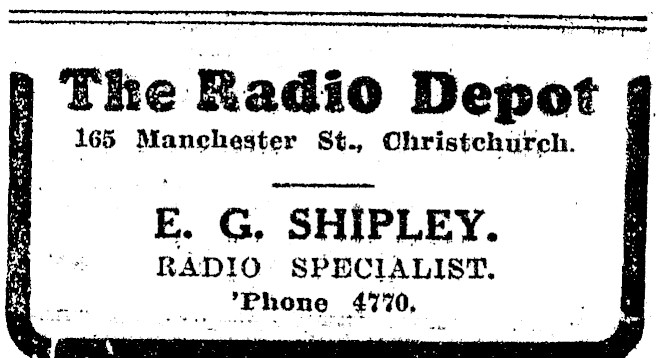 The Radio Depot
165 Manchester St., Christchurch.
E. G. SHIPLEY.
RADIO SPECIALIST.
'Phone 4770.